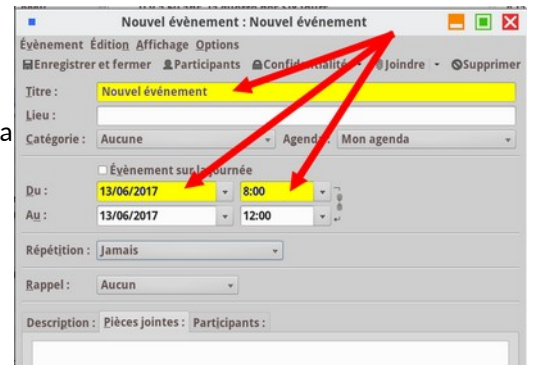 Nouvel évènement : Nouvel événement
Évènement Édition Affichage Options
Enregistrer et fermer Participants Confidentialité Joindre Supprimer
Titre : Nouvel événement
Lieu :
a
Catégorie : Aucune Agenda : Mon agenda
Évènement sur la journée
Du : 13/06/2017 8:00
Au : 13/06/2017 12:00
Répétition : Jamais
Rappel : Aucun
Description : Pièces jointes : Participants :